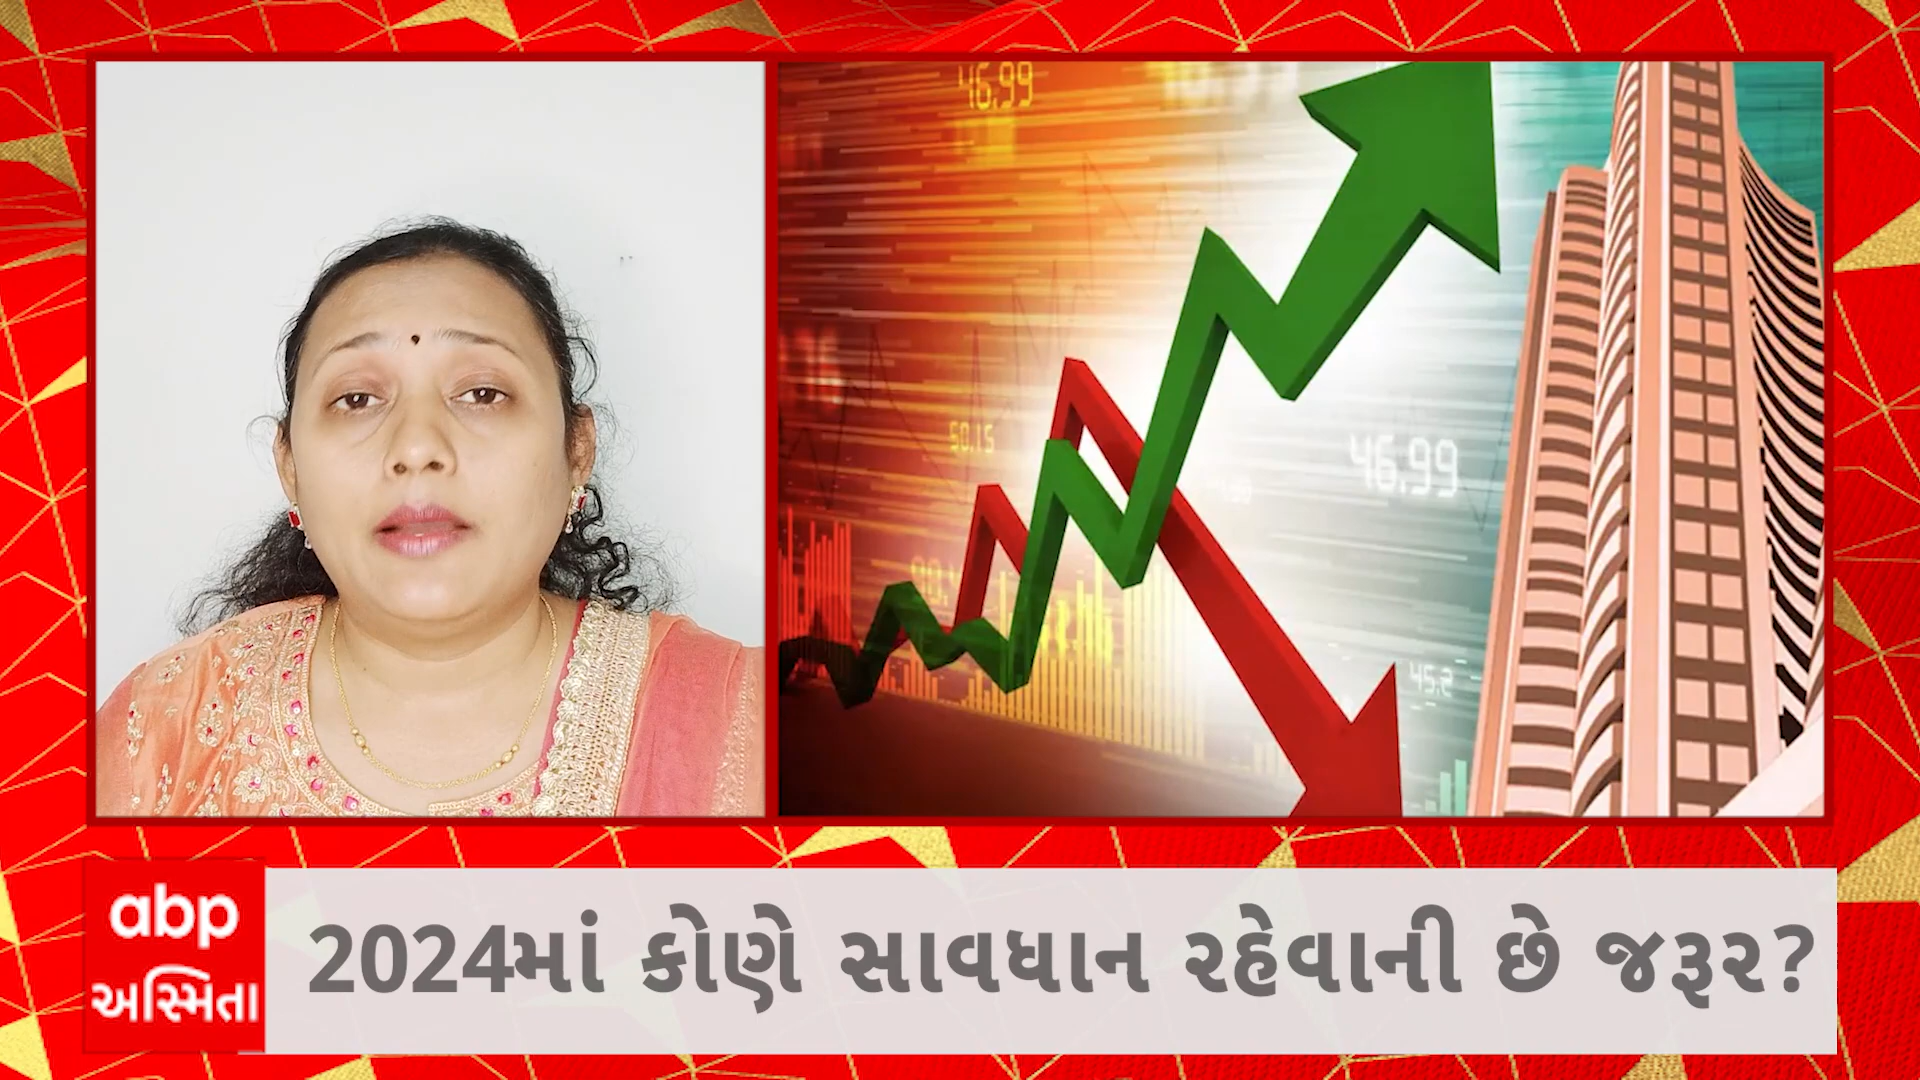 46.99
50.15
46.99
45.2
abp
અસ્મિતા
2024માં કોણે સાવધાન રહેવાની છે જરૂર?